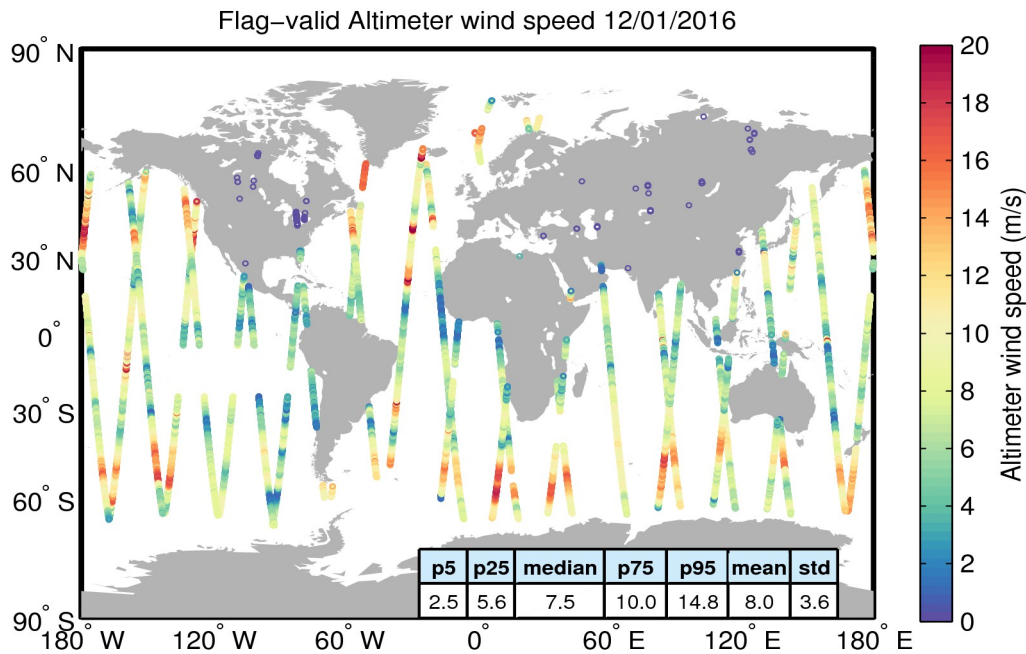 Flag−valid Altimeter wind speed 12/01/2016
90° N
60° N
30° N
0°
30° S
60° S
90° S
180° W
120° W
60° W
0°
60° E
120° E
180° E
p5 p25 median p75 p95 mean std
2.5 5.6 7.5 10.0 14.8 8.0 3.6
20
18
16
14
12
10
8
6
4
2
0
Altimeter wind speed (m/s)